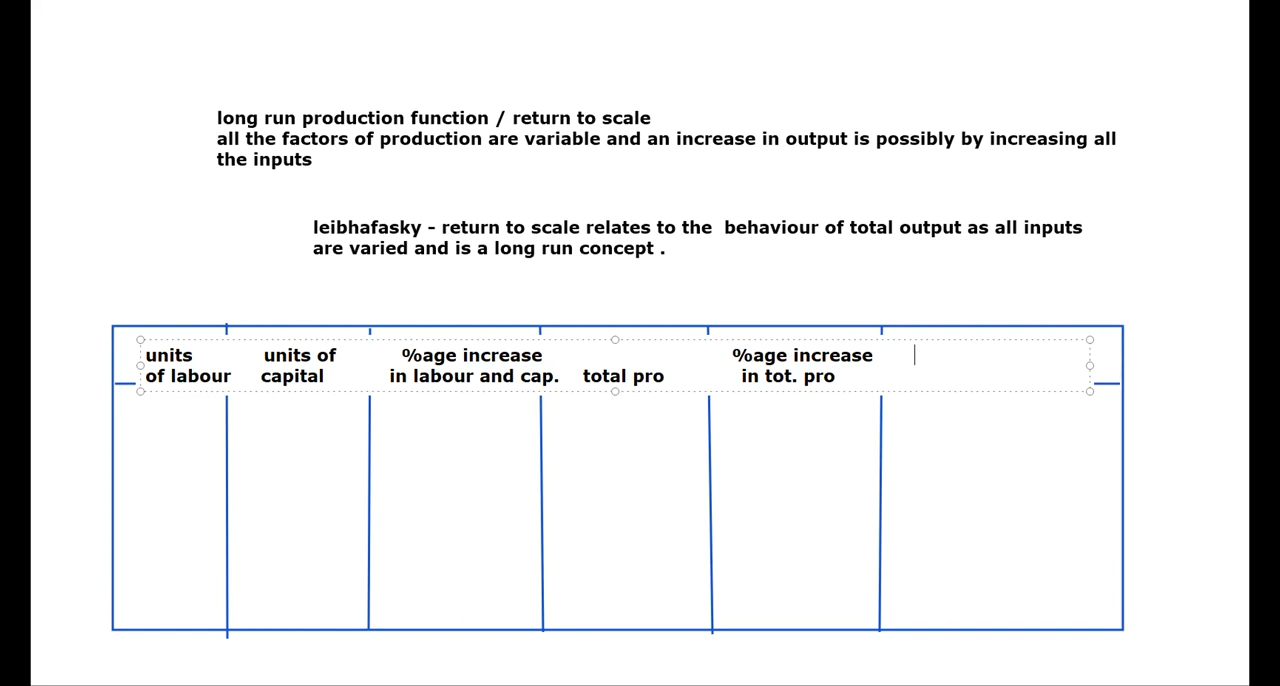 long run production function / return to scale
all the factors of production are variable and an increase in output is possibly by increasing all
the inputs
leibhafasky - return to scale relates to the  behaviour of total output as all inputs
are varied and is a long run concept .
units units of %age increase %age increase
of labour capital in labour and cap. total pro in tot. pro